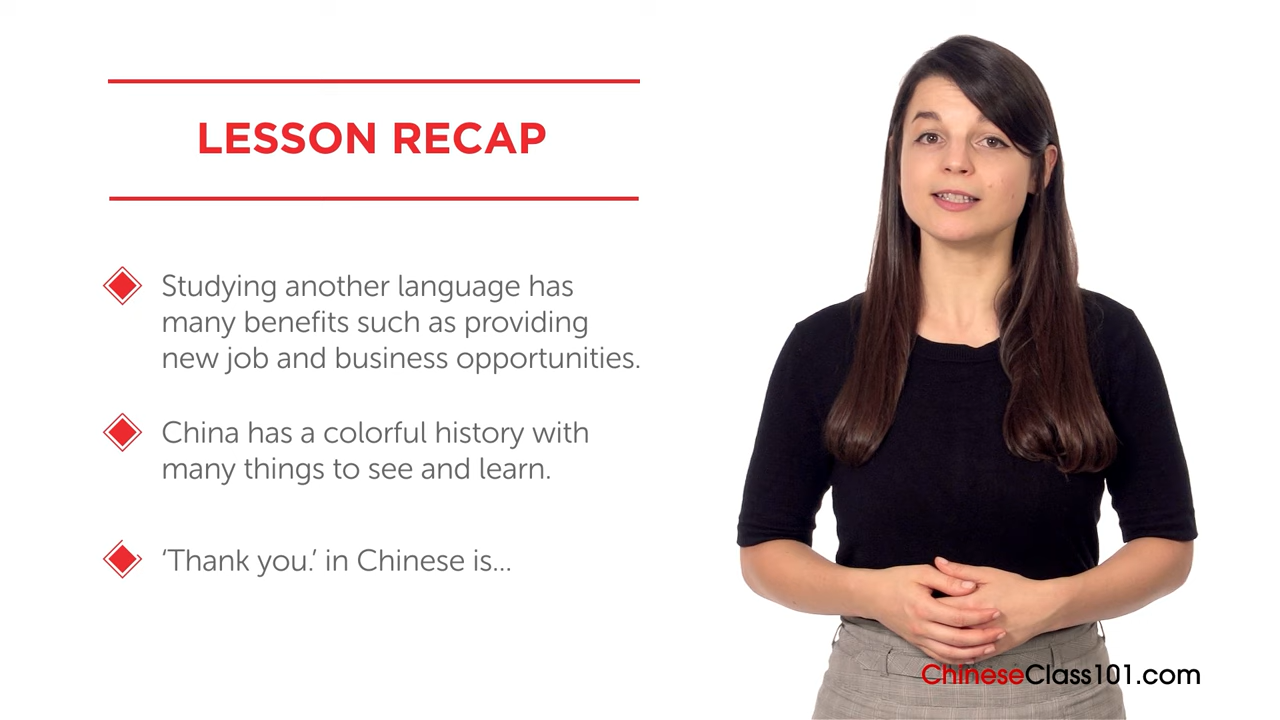 LESSON RECAP
Studying another language has
many benefits such as providing
new job and business opportunities.
China has a colorful history with
many things to see and learn.
‘Thank you.’ in Chinese is...
ChineseClass101.com